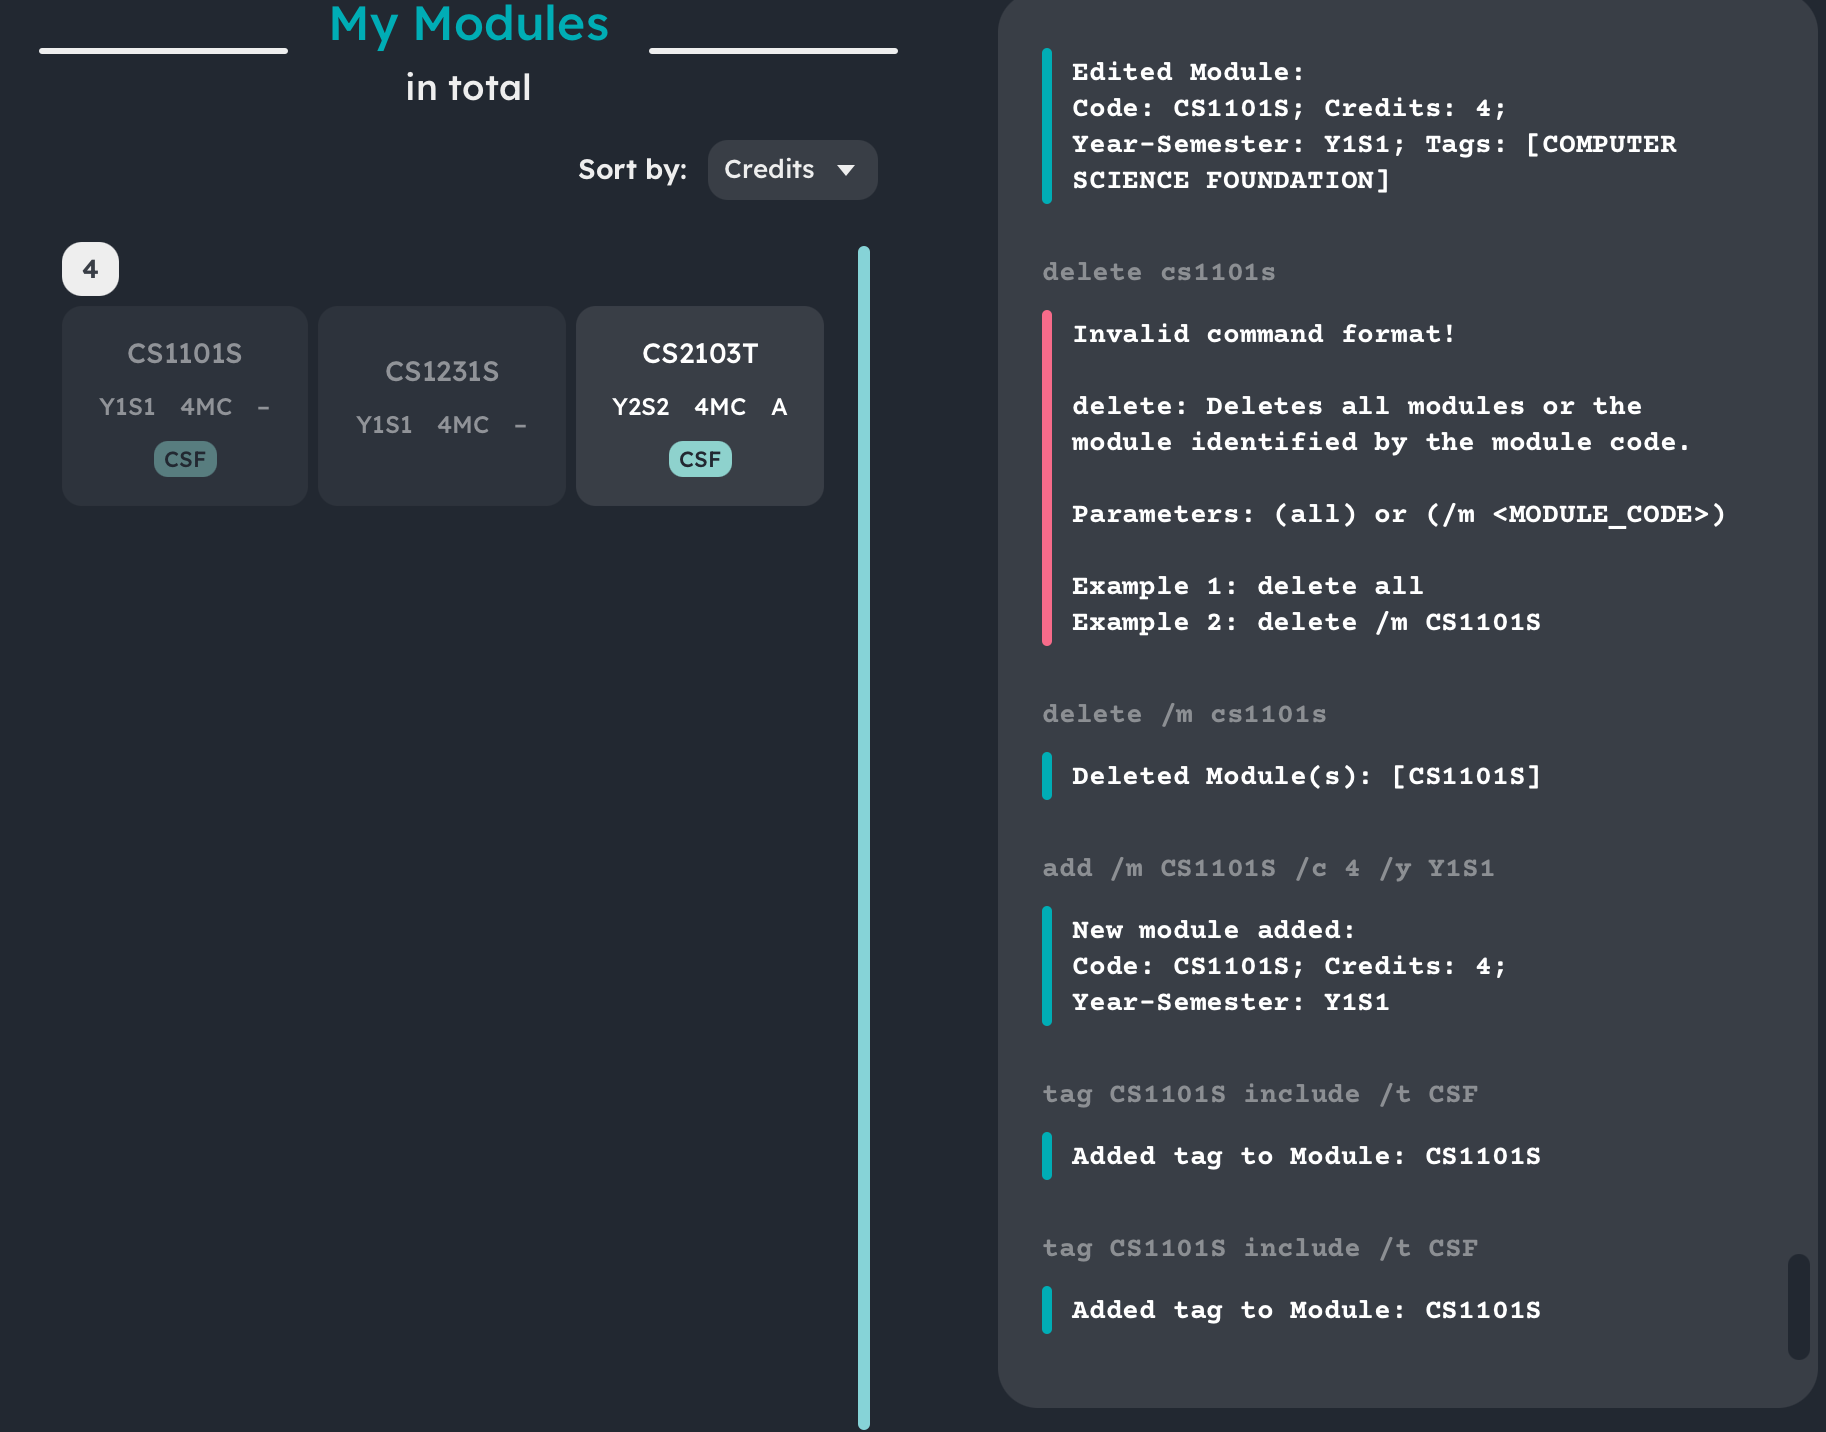 My Modules
in total
Sort by: Credits
4
CS1101S
Y1S1 4MC –
CSF
CS1231S
Y1S1 4MC –
CS2103T
Y2S2 4MC A
CSF
Edited Module:
Code: CS1101S; Credits: 4;
Year-Semester: Y1S1; Tags: [COMPUTER
SCIENCE FOUNDATION]
delete cs1101s
Invalid command format!
delete: Deletes all modules or the
module identified by the module code.
Parameters: (all) or (/m <MODULE_CODE>)
Example 1: delete all
Example 2: delete /m CS1101S
delete /m cs1101s
Deleted Module(s): [CS1101S]
add /m CS1101S /c 4 /y Y1S1
New module added:
Code: CS1101S; Credits: 4;
Year-Semester: Y1S1
tag CS1101S include /t CSF
Added tag to Module: CS1101S
tag CS1101S include /t CSF
Added tag to Module: CS1101S